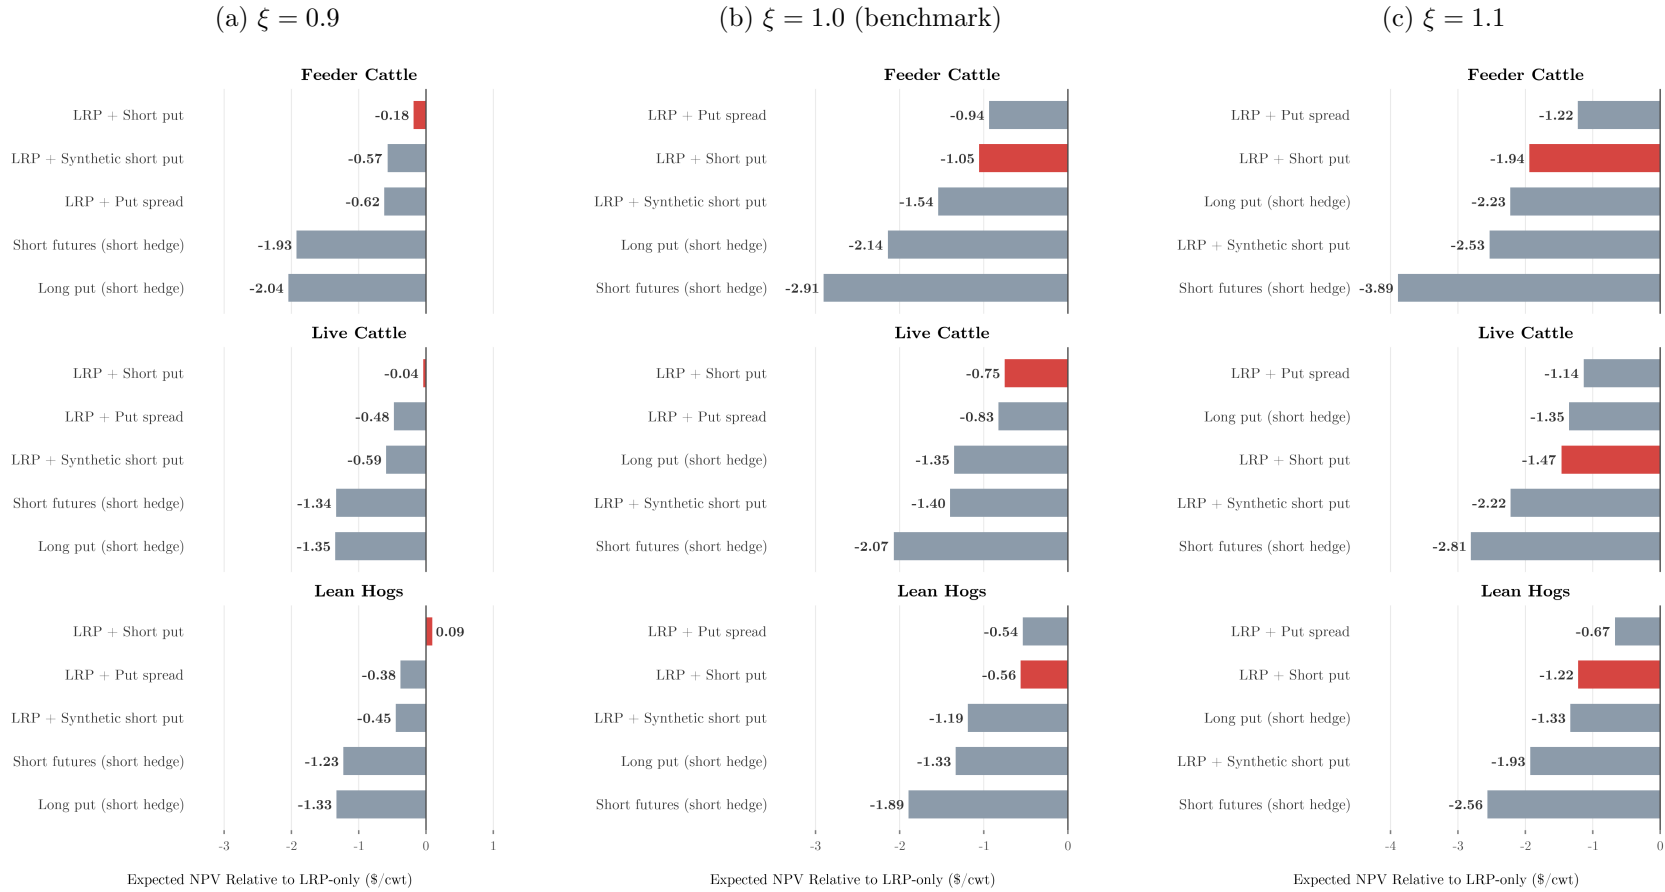 (a) ξ = 0.9
Feeder Cattle
LRP + Short put -0.18
LRP + Synthetic short put -0.57
LRP + Put spread -0.62
Short futures (short hedge) -1.93
Long put (short hedge) -2.04
Live Cattle
LRP + Short put -0.04
LRP + Put spread -0.48
LRP + Synthetic short put -0.59
Short futures (short hedge) -1.34
Long put (short hedge) -1.35
Lean Hogs
LRP + Short put 0.09
LRP + Put spread -0.38
LRP + Synthetic short put -0.45
Short futures (short hedge) -1.23
Long put (short hedge) -1.33
-3 -2 -1 0 1
Expected NPV Relative to LRP-only ($/cwt)
(b) ξ = 1.0 (benchmark)
Feeder Cattle
LRP + Put spread -0.94
LRP + Short put -1.05
LRP + Synthetic short put -1.54
Long put (short hedge) -2.14
Short futures (short hedge) -2.91
Live Cattle
LRP + Short put -0.75
LRP + Put spread -0.83
Long put (short hedge) -1.35
LRP + Synthetic short put -1.40
Short futures (short hedge) -2.07
Lean Hogs
LRP + Put spread -0.54
LRP + Short put -0.56
LRP + Synthetic short put -1.19
Long put (short hedge) -1.33
Short futures (short hedge) -1.89
-3 -2 -1 0
Expected NPV Relative to LRP-only ($/cwt)
(c) ξ = 1.1
Feeder Cattle
LRP + Put spread -1.22
LRP + Short put -1.94
Long put (short hedge) -2.23
LRP + Synthetic short put -2.53
Short futures (short hedge) -3.89
Live Cattle
LRP + Put spread -1.14
Long put (short hedge) -1.35
LRP + Short put -1.47
LRP + Synthetic short put -2.22
Short futures (short hedge) -2.81
Lean Hogs
LRP + Put spread -0.67
LRP + Short put -1.22
Long put (short hedge) -1.33
LRP + Synthetic short put -1.93
Short futures (short hedge) -2.56
-4 -3 -2 -1 0
Expected NPV Relative to LRP-only ($/cwt)